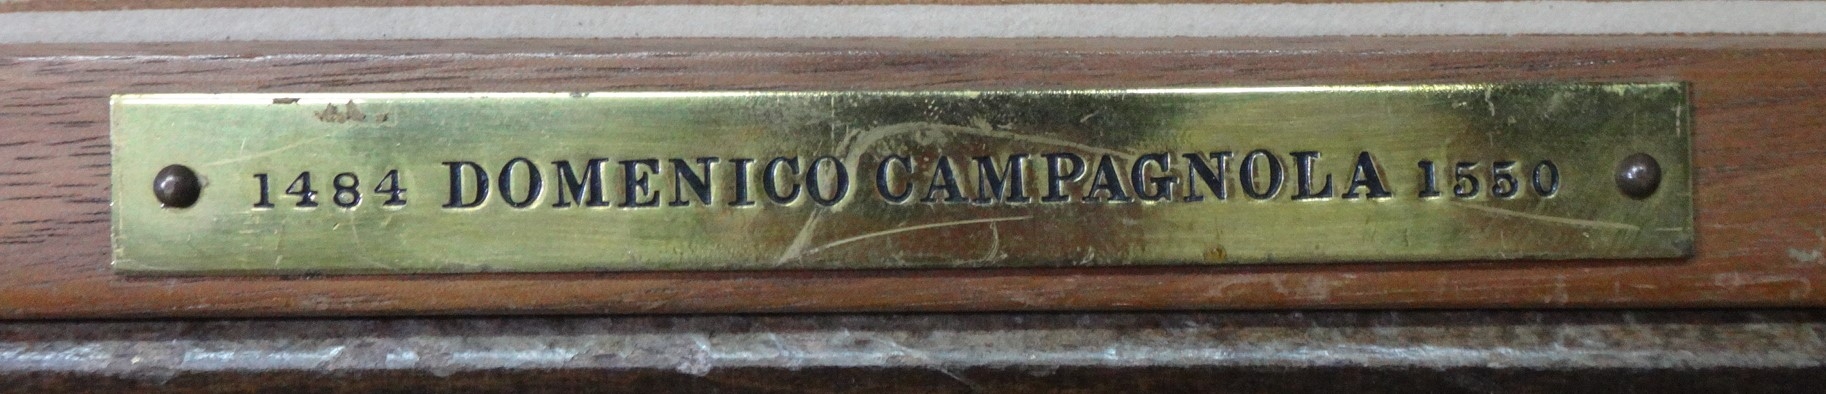 1484 DOMENICO CAMPAGNOLA 1550